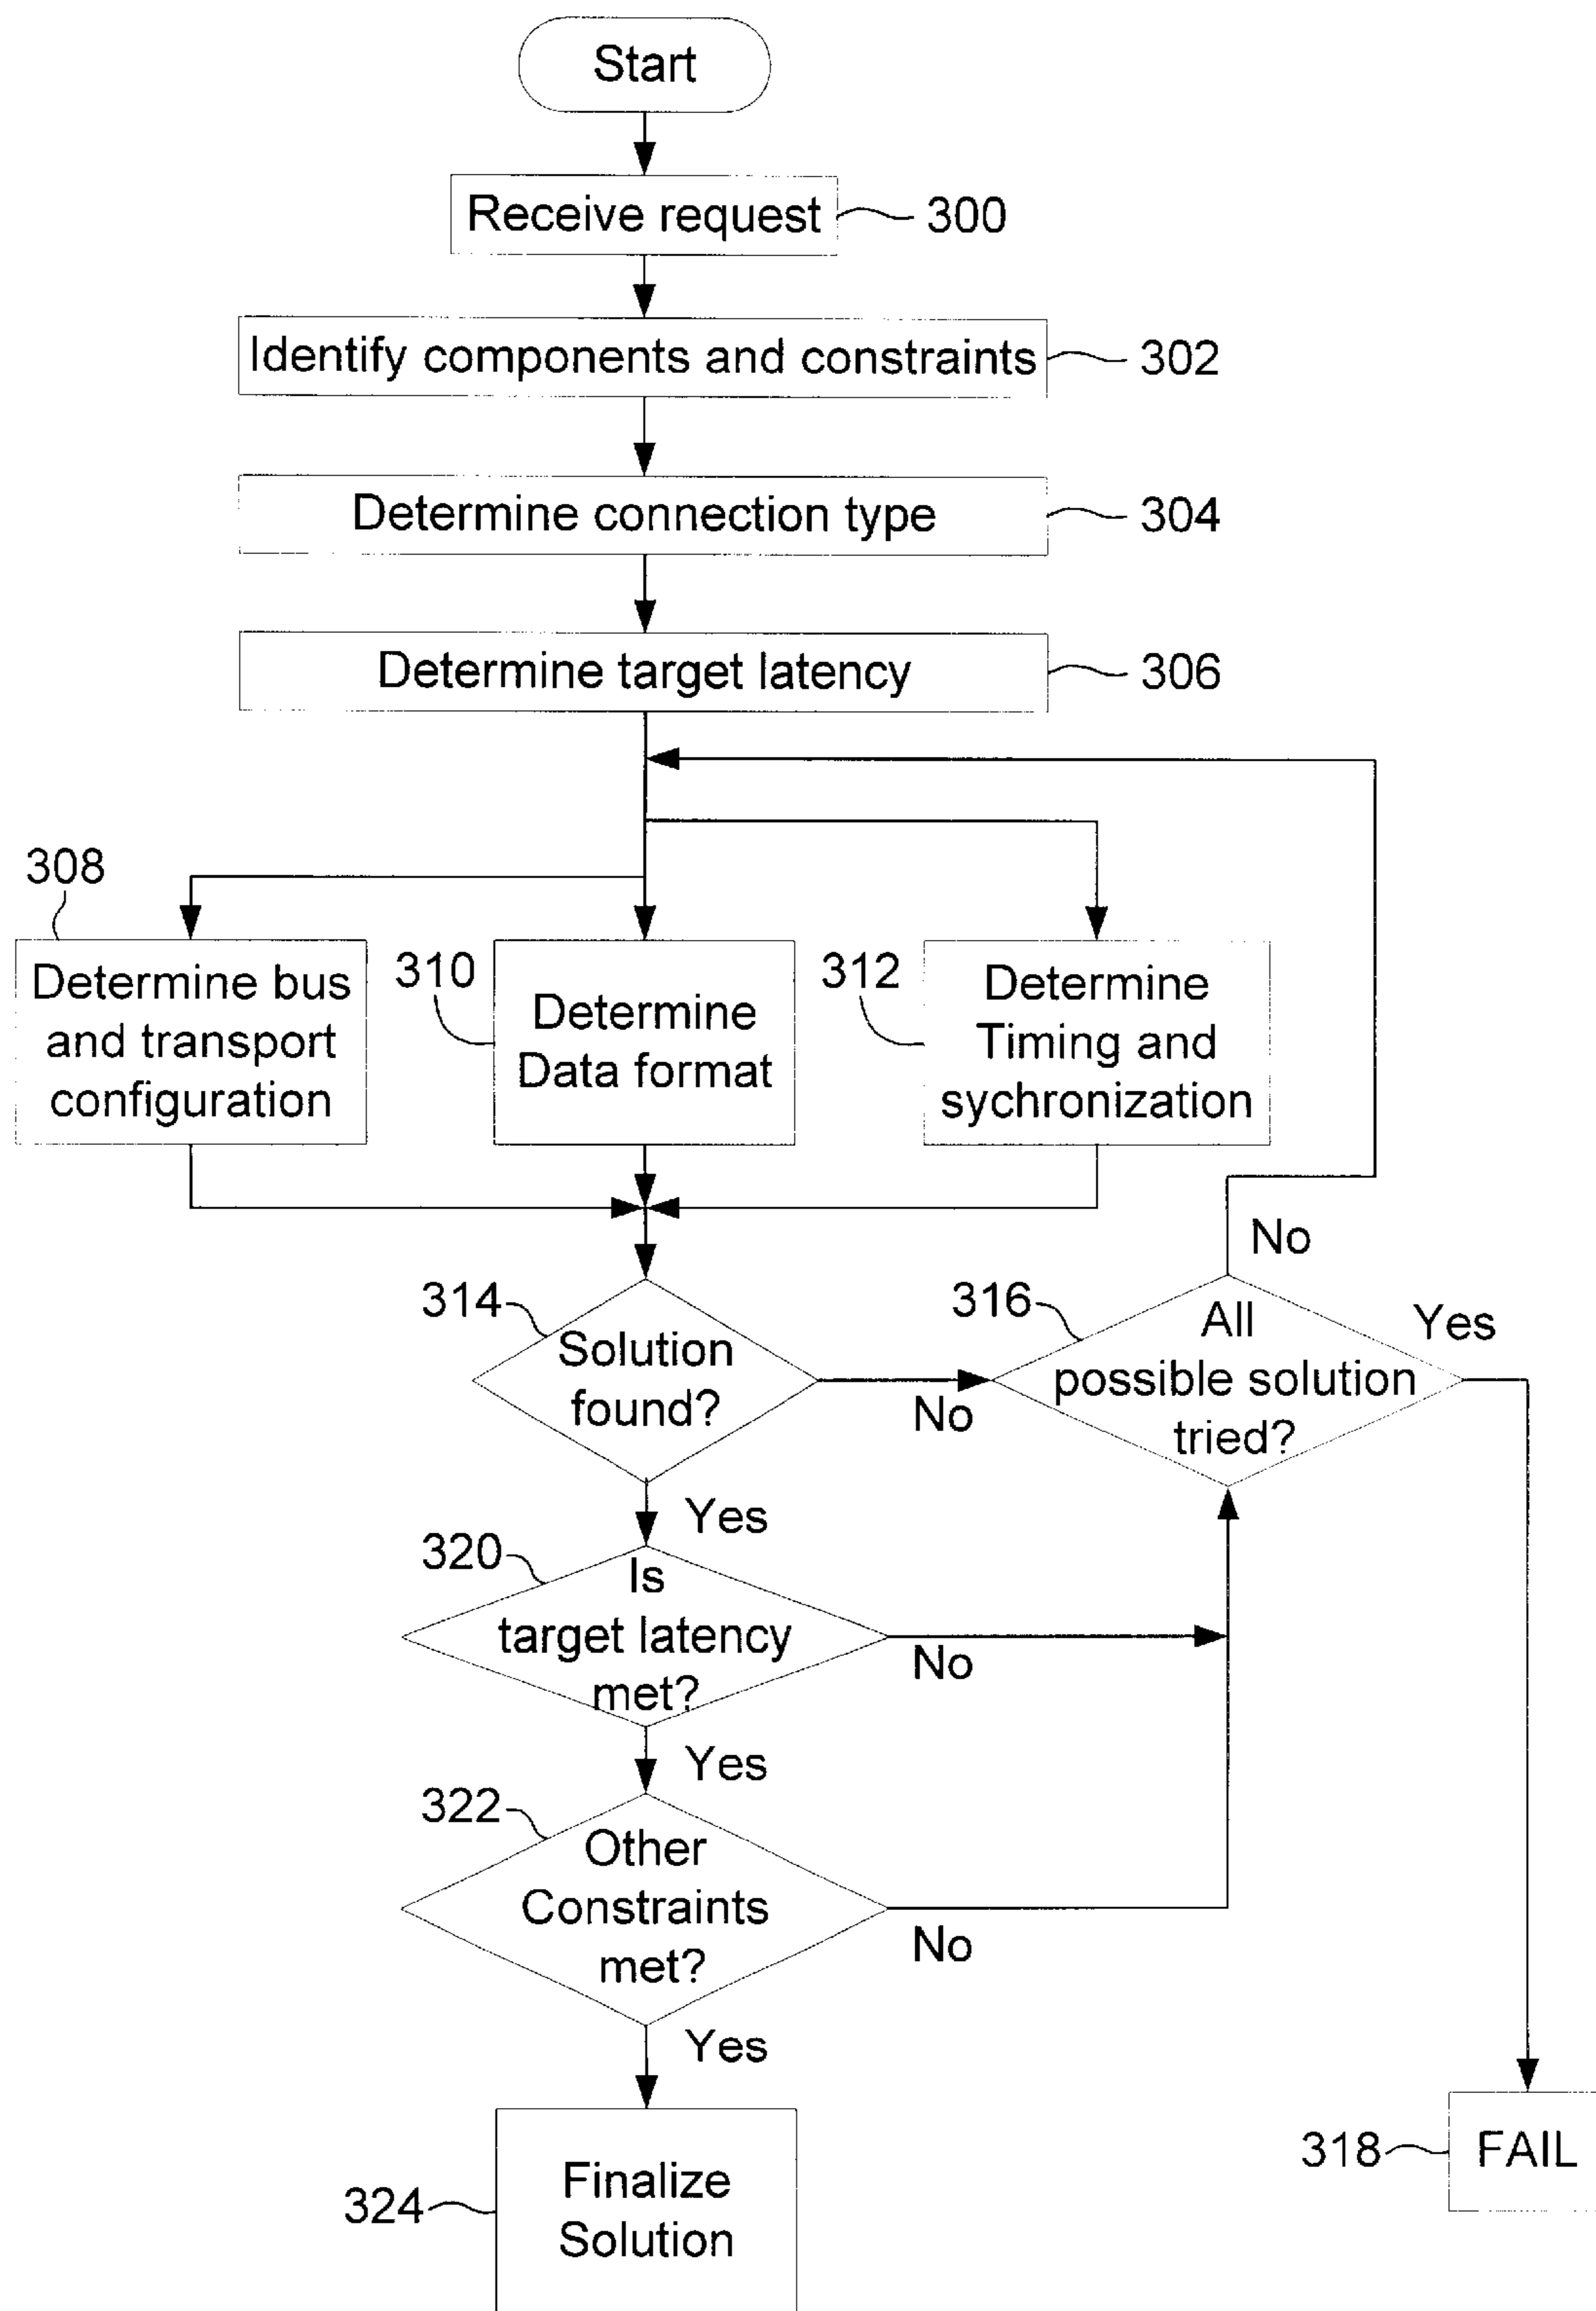 Start
Receive request
300
Identify components and constraints
302
Determine connection type
304
Determine target latency
306
308
Determine bus
and transport
configuration
310
Determine
Data format
312
Determine
Timing and
sychronization
No
314
Solution
found?
No
316
All
possible solution
tried?
Yes
Yes
320
Is
target latency
met?
No
Yes
322
Other
Constraints
met?
No
Yes
324
Finalize
Solution
318
FAIL